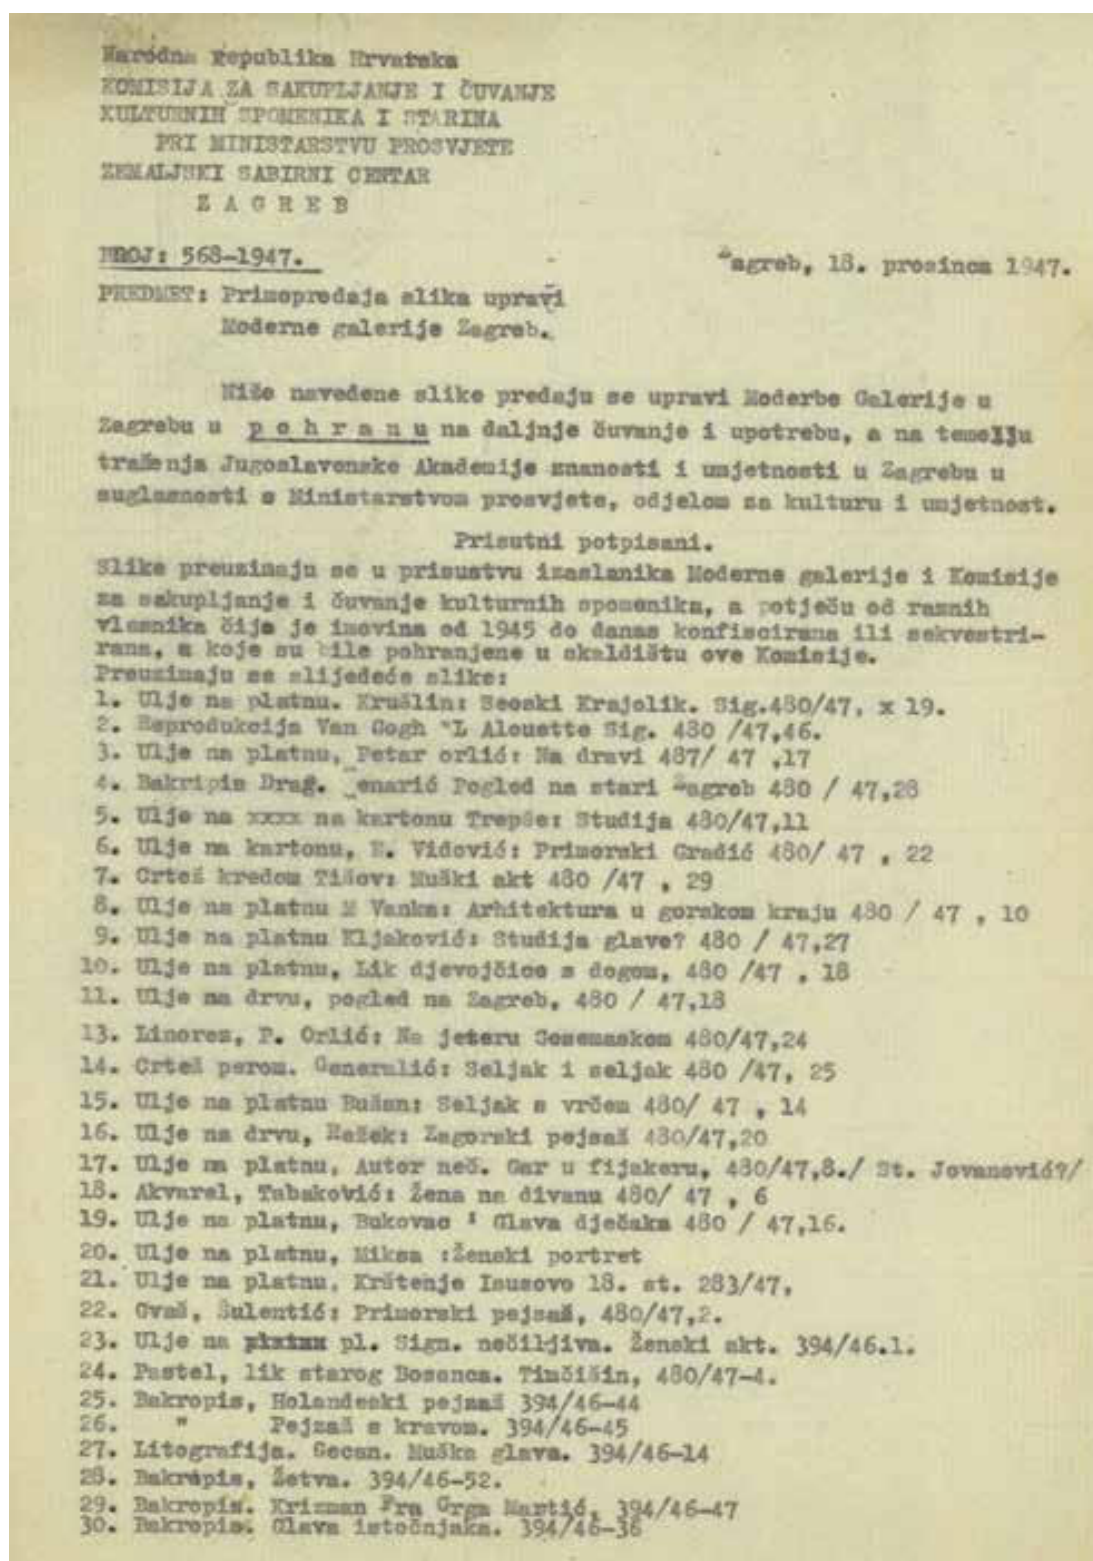 Narodna Republika Hrvatska
KOMISIJA ZA SAKUPLJANJE I ČUVANJE
KULTURNIH SPOMENIKA I STARINA
PRI MINISTARSTVU PROSVJETE
ZEMALJSKI SABIRNI CENTAR
Z A G R E B
BROJ: 568-1947.
Zagreb, 18. prosinca 1947.
PREDMET: Primopredaja slika upravi
Moderne galerije Zagreb.
Niže navedene slike predaju se upravi Moderbe Galerije u
Zagrebu u p o h r a n u na daljnje čuvanje i upotrebu, a na temelju
traženja Jugoslavenske Akademije znanosti i umjetnosti u Zagrebu u
suglasnosti s Ministarstvom prosvjete, odjelom za kulturu i umjetnost.
Prisutni potpisani.
Slike preuzimaju se u prisustvu izaslanika Moderne galerije i Komisije
za sakupljanje i čuvanje kulturnih spomenika, a potječu od raznih
vlasnika čija je imovina od 1945 do danas konfiscirana ili sekvestri-
rana, a koje su bile pohranjene u skaldištu ove Komisije.
Preuzimaju se slijedeće slike:
1. Ulje na platnu. Krušlin: Seoski Krajolik. Sig.480/47, x 19.
2. Reprodukcija Van Gogh "L Alouette Sig. 480 /47,46.
3. Ulje na platnu, Petar orlić: Na dravi 487/ 47 ,17
4. Bakripis Drag. enarić Pogled na stari Zagreb 480 / 47,28
5. Ulje na xxxx na kartonu Trepše: Studija 480/47,11
6. Ulje na kartonu, E. Vidović: Primorski Gradić 480/ 47 , 22
7. Crtež kredom Tišov: Muški akt 480 /47 , 29
8. Ulje na platnu M Vanka: Arhitektura u gorskom kraju 480 / 47 , 10
9. Ulje na platnu Kljaković: Studija glave? 480 / 47,27
10. Ulje na platnu, Lik djevojčice s dogom, 480 /47 , 18
11. Ulje na drvu, pogled na Zagreb, 480 / 47,18
13. Linorez, P. Orlić: Na jeteru 480/47,24
14. Crtež perom. Generalić: Seljak i seljak 480 /47, 25
15. Ulje na platnu Bušan: Seljak s vrčem 480/ 47 , 14
16. Ulje na drvu, Rešek: Zagorski pejsaž 480/47,20
17. Ulje na platnu, Autor neč. Gar u fijakeru, 480/47,8./ St. Jovanović?/
18. Akvarel, Tabaković: Žena na divanu 480/ 47 , 6
19. Ulje na platnu, Bukovac : Glava dječaka 480 / 47,16.
20. Ulje na platnu, Miksa :Ženski portret
21. Ulje na platnu, Krštenje Isusovo 18. st. 283/47,
22. Gvaš, Šulentić: Primorski pejsaž, 480/47,2.
23. Ulje na pl. Sign. nečiljiva. Ženski akt. 394/46.1.
24. Pastel, lik starog Bosanca. Timčišin, 480/47-4.
25. Bakropis, Holandeski pejzaž 394/46-44
26. " Pejzaž s kravom. 394/46-45
27. Litografija. Gecan. Muška glava. 394/46-14
28. Bakropis, Žetva. 394/46-52.
29. Bakropis. Krizman Fra Grga Martić, 394/46-47
30. Bakropis. Glava istočnjaka. 394/46-36